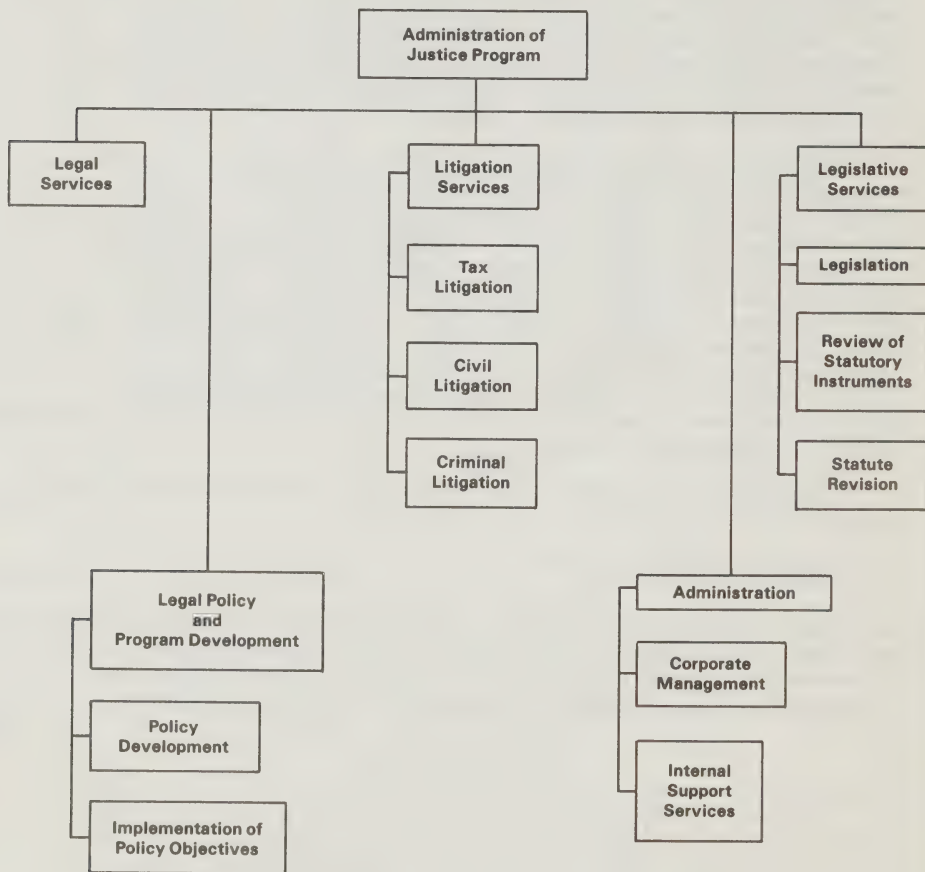 Administration of
Justice Program
Legal
Services
Litigation
Services
Tax
Litigation
Civil
Litigation
Criminal
Litigation
Legislative
Services
Legislation
Review of
Statutory
Instruments
Statute
Revision
Legal Policy
and
Program Development
Policy
Development
Implementation of
Policy Objectives
Administration
Corporate
Management
Internal
Support
Services